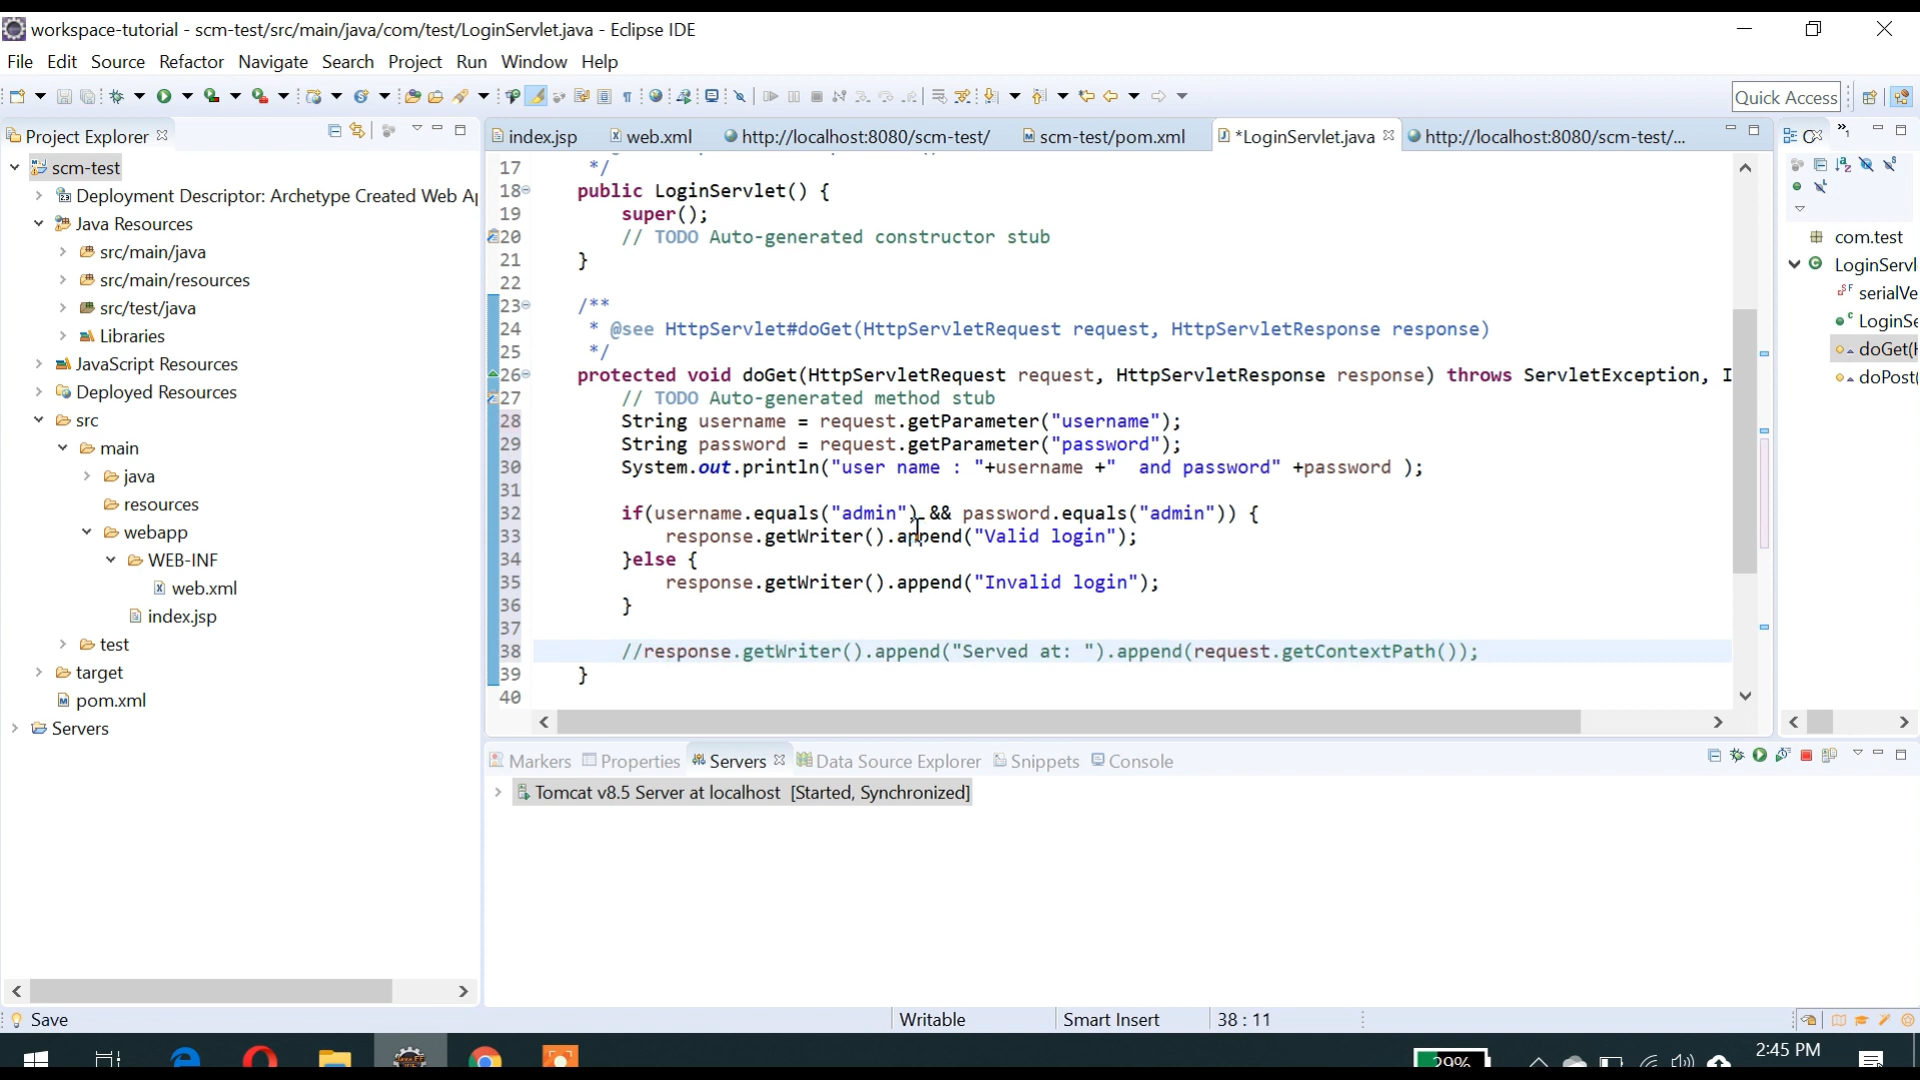 workspace-tutorial - scm-test/src/main/java/com/test/LoginServlet.java - Eclipse IDE
File Edit Source Refactor Navigate Search Project Run Window Help
Quick Access
Project Explorer
index.jsp web.xml http://localhost:8080/scm-test/ scm-test/pom.xml *LoginServlet.java http://localhost:8080/scm-test/...
scm-test
Deployment Descriptor: Archetype Created Web Ap
Java Resources
src/main/java
src/main/resources
src/test/java
Libraries
JavaScript Resources
Deployed Resources
src
main
java
resources
webapp
WEB-INF
web.xml
index.jsp
test
target
pom.xml
Servers
17 */
18 public LoginServlet() {
19 super();
20 // TODO Auto-generated constructor stub
21 }
22
23 /**
24 * @see HttpServlet#doGet(HttpServletRequest request, HttpServletResponse response)
25 */
26 protected void doGet(HttpServletRequest request, HttpServletResponse response) throws ServletException, I
27 // TODO Auto-generated method stub
28 String username = request.getParameter("username");
29 String password = request.getParameter("password");
30 System.out.println("user name : "+username +"  and password" +password );
31
32 if(username.equals("admin") && password.equals("admin")) {
33 response.getWriter().append("Valid login");
34 }else {
35 response.getWriter().append("Invalid login");
36 }
37
38 //response.getWriter().append("Served at: ").append(request.getContextPath());
39 }
40
com.test
LoginServl
serialVe
LoginSe
doGet(H
doPost(
Markers Properties Servers Data Source Explorer Snippets Console
Tomcat v8.5 Server at localhost [Started, Synchronized]
Save Writable Smart Insert 38 : 11
29% 2:45 PM